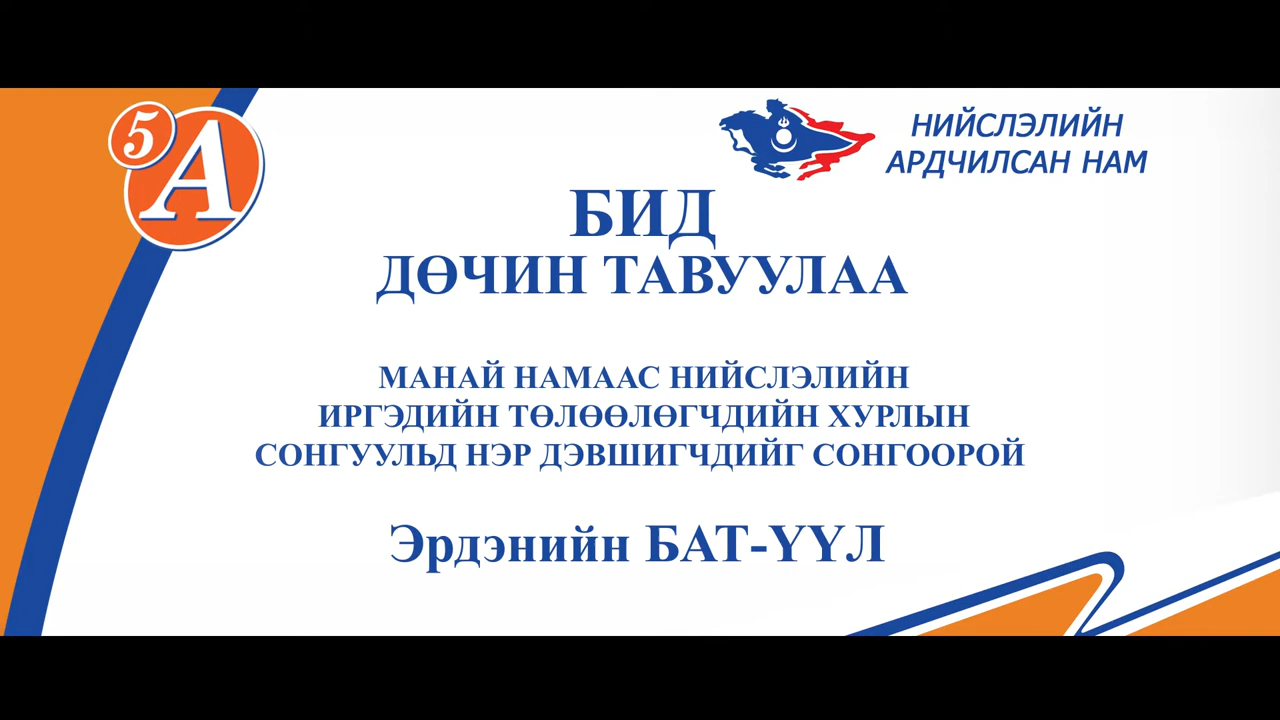 5
А
НИЙСЛЭЛИЙН
АРДЧИЛСАН НАМ
БИД
ДӨЧИН ТАВУУЛАА
МАНАЙ НАМААС НИЙСЛЭЛИЙН
ИРГЭДИЙН ТӨЛӨӨЛӨГЧДИЙН ХУРЛЫН
СОНГУУЛЬД НЭР ДЭВШИГЧДИЙГ СОНГООРОЙ
Эрдэнийн БАТ-ҮҮЛ